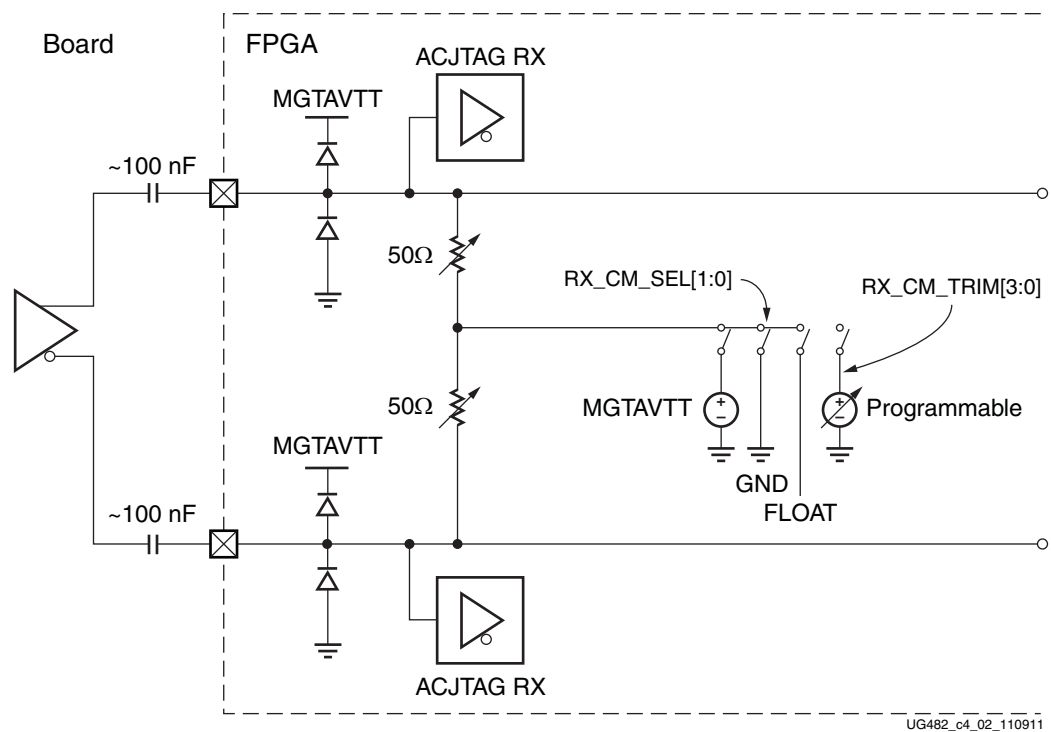 Board
FPGA
ACJTAG RX
MGTAVTT
~100 nF
50Ω
RX_CM_SEL[1:0]
RX_CM_TRIM[3:0]
50Ω
MGTAVTT
+
–
+
–
Programmable
MGTAVTT
GND
FLOAT
~100 nF
ACJTAG RX
UG482_c4_02_110911